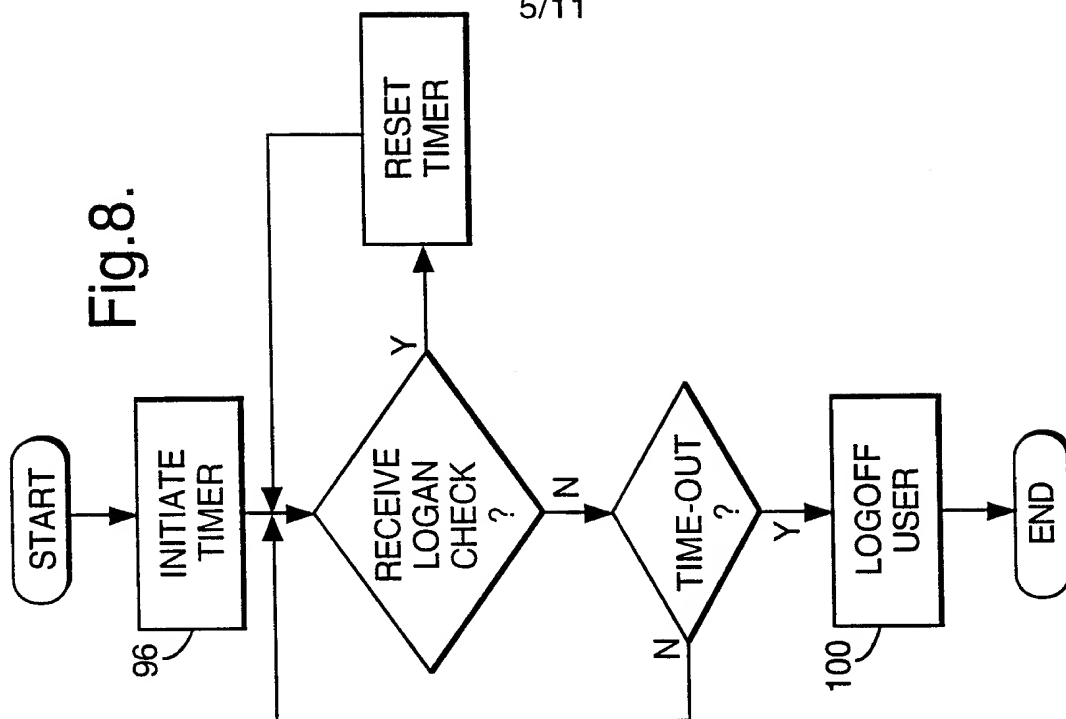 5/11
Fig.8.
START
INITIATE
TIMER
96
RECEIVE
LOGAN
CHECK
?
Y
RESET
TIMER
N
TIME-OUT
?
N
Y
LOGOFF
USER
100
END